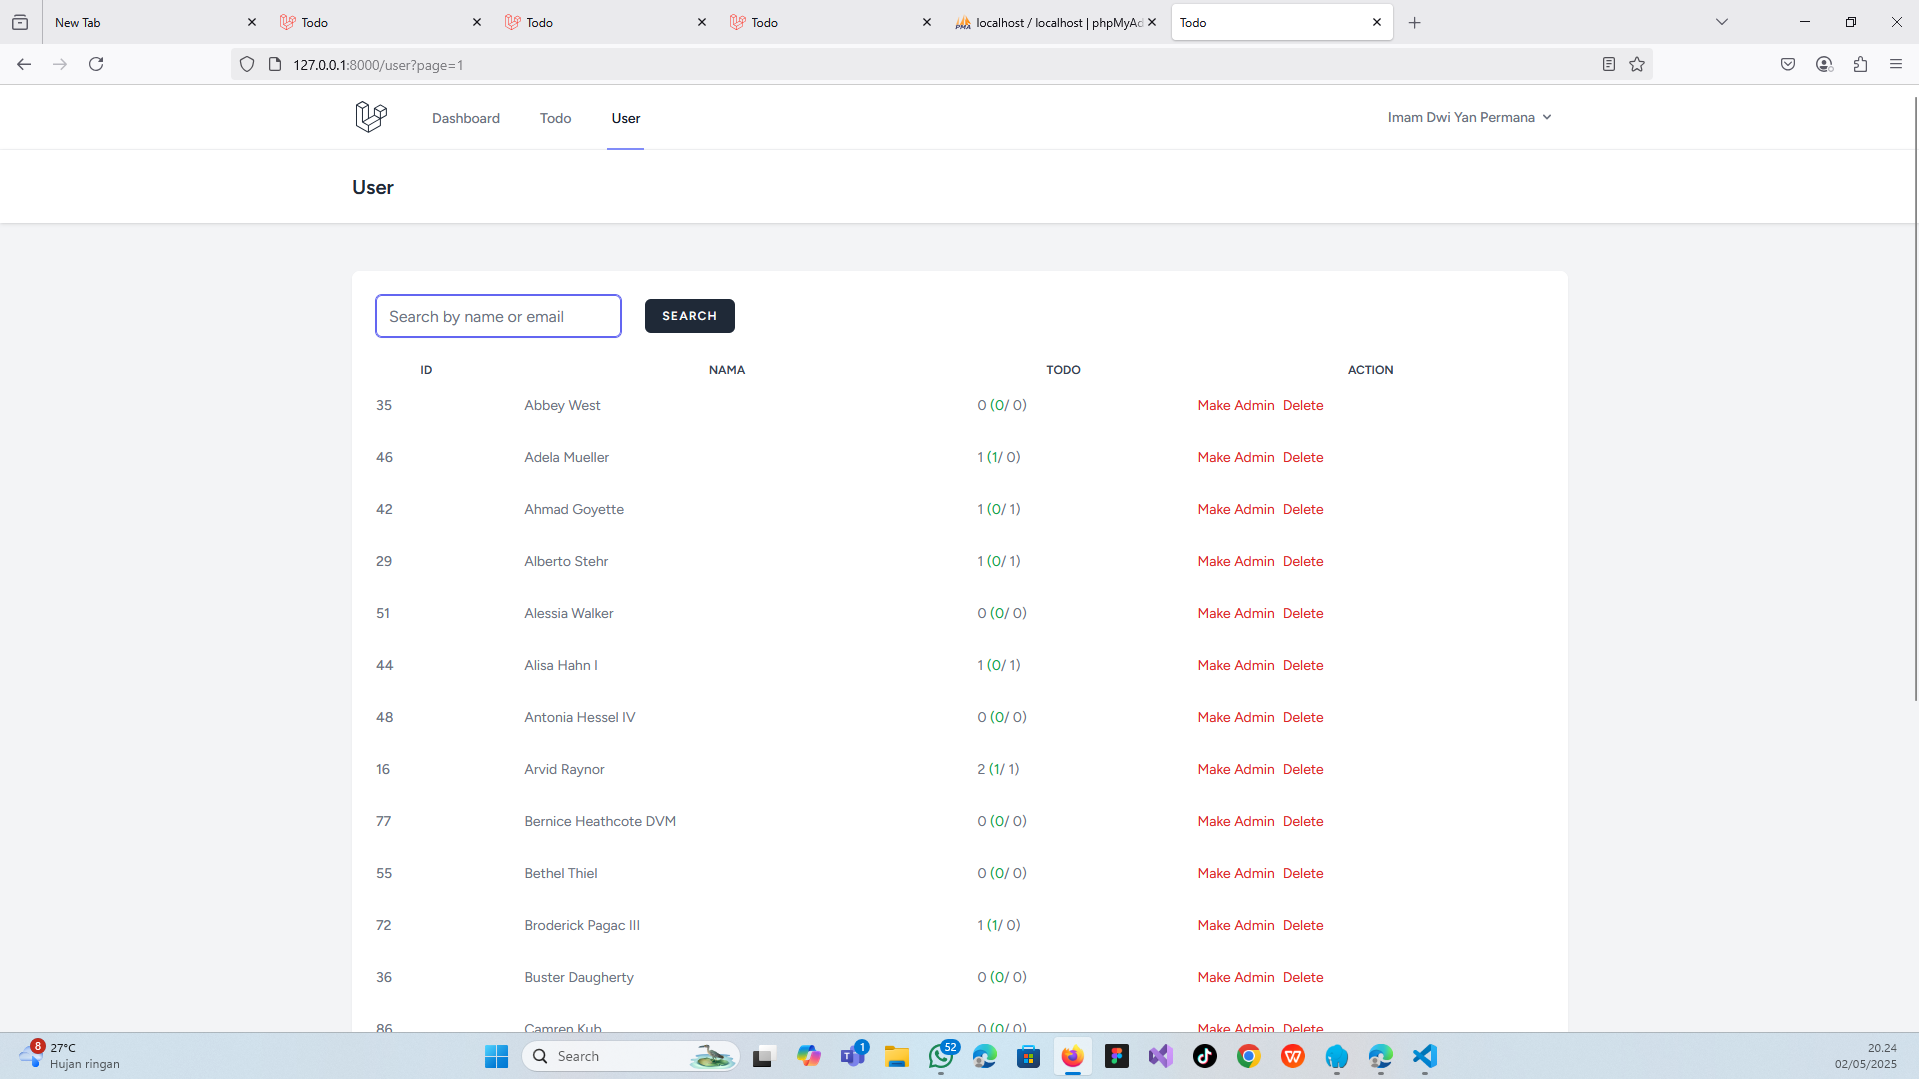 New Tab
Todo
Todo
Todo
localhost / localhost | phpMyAd
Todo
127.0.0.1:8000/user?page=1
Dashboard
Todo
User
Imam Dwi Yan Permana
User
Search by name or email
SEARCH
ID NAMA TODO ACTION
35 Abbey West 0 (0/ 0) Make Admin Delete
46 Adela Mueller 1 (1/ 0) Make Admin Delete
42 Ahmad Goyette 1 (0/ 1) Make Admin Delete
29 Alberto Stehr 1 (0/ 1) Make Admin Delete
51 Alessia Walker 0 (0/ 0) Make Admin Delete
44 Alisa Hahn I 1 (0/ 1) Make Admin Delete
48 Antonia Hessel IV 0 (0/ 0) Make Admin Delete
16 Arvid Raynor 2 (1/ 1) Make Admin Delete
77 Bernice Heathcote DVM 0 (0/ 0) Make Admin Delete
55 Bethel Thiel 0 (0/ 0) Make Admin Delete
72 Broderick Pagac III 1 (1/ 0) Make Admin Delete
36 Buster Daugherty 0 (0/ 0) Make Admin Delete
86 Camren Kub 0 (0/ 0) Make Admin Delete
8
27°C
Hujan ringan
Search
1
52
20.24
02/05/2025